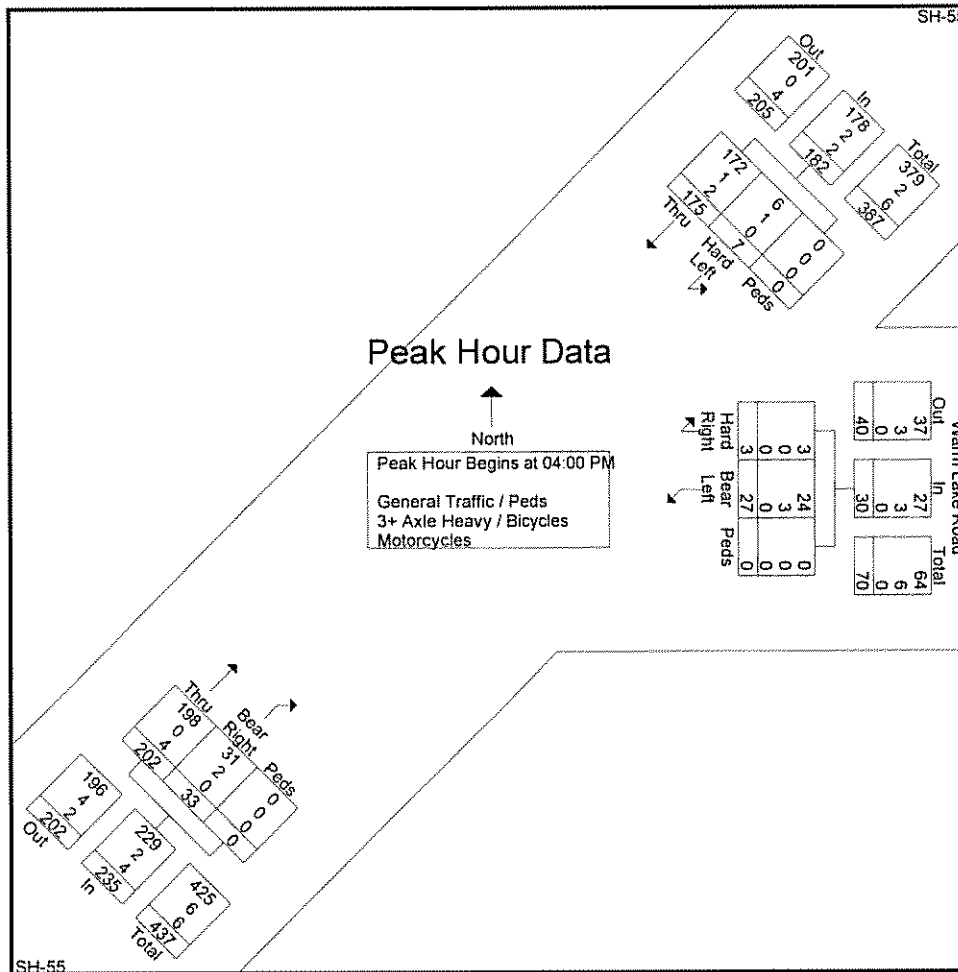 SH-55
Out
201
0
4
205
In
178
2
2
182
Total
379
2
6
387
172
1
2
175
Thru
6
1
0
7
Hard
Left
0
0
0
0
Peds
Peak Hour Data
North
Peak Hour Begins at 04:00 PM
General Traffic / Peds
3+ Axle Heavy / Bicycles
Motorcycles
Warm Lake Road
Out
37
3
0
40
In
27
3
0
30
Total
64
6
0
70
3
0
0
3
Hard
Right
24
3
0
27
Bear
Left
0
0
0
0
Peds
Thru
198
0
4
202
Bear
Right
31
2
0
33
Peds
0
0
0
0
196
4
2
202
Out
229
2
4
235
In
425
6
6
437
Total
SH-55